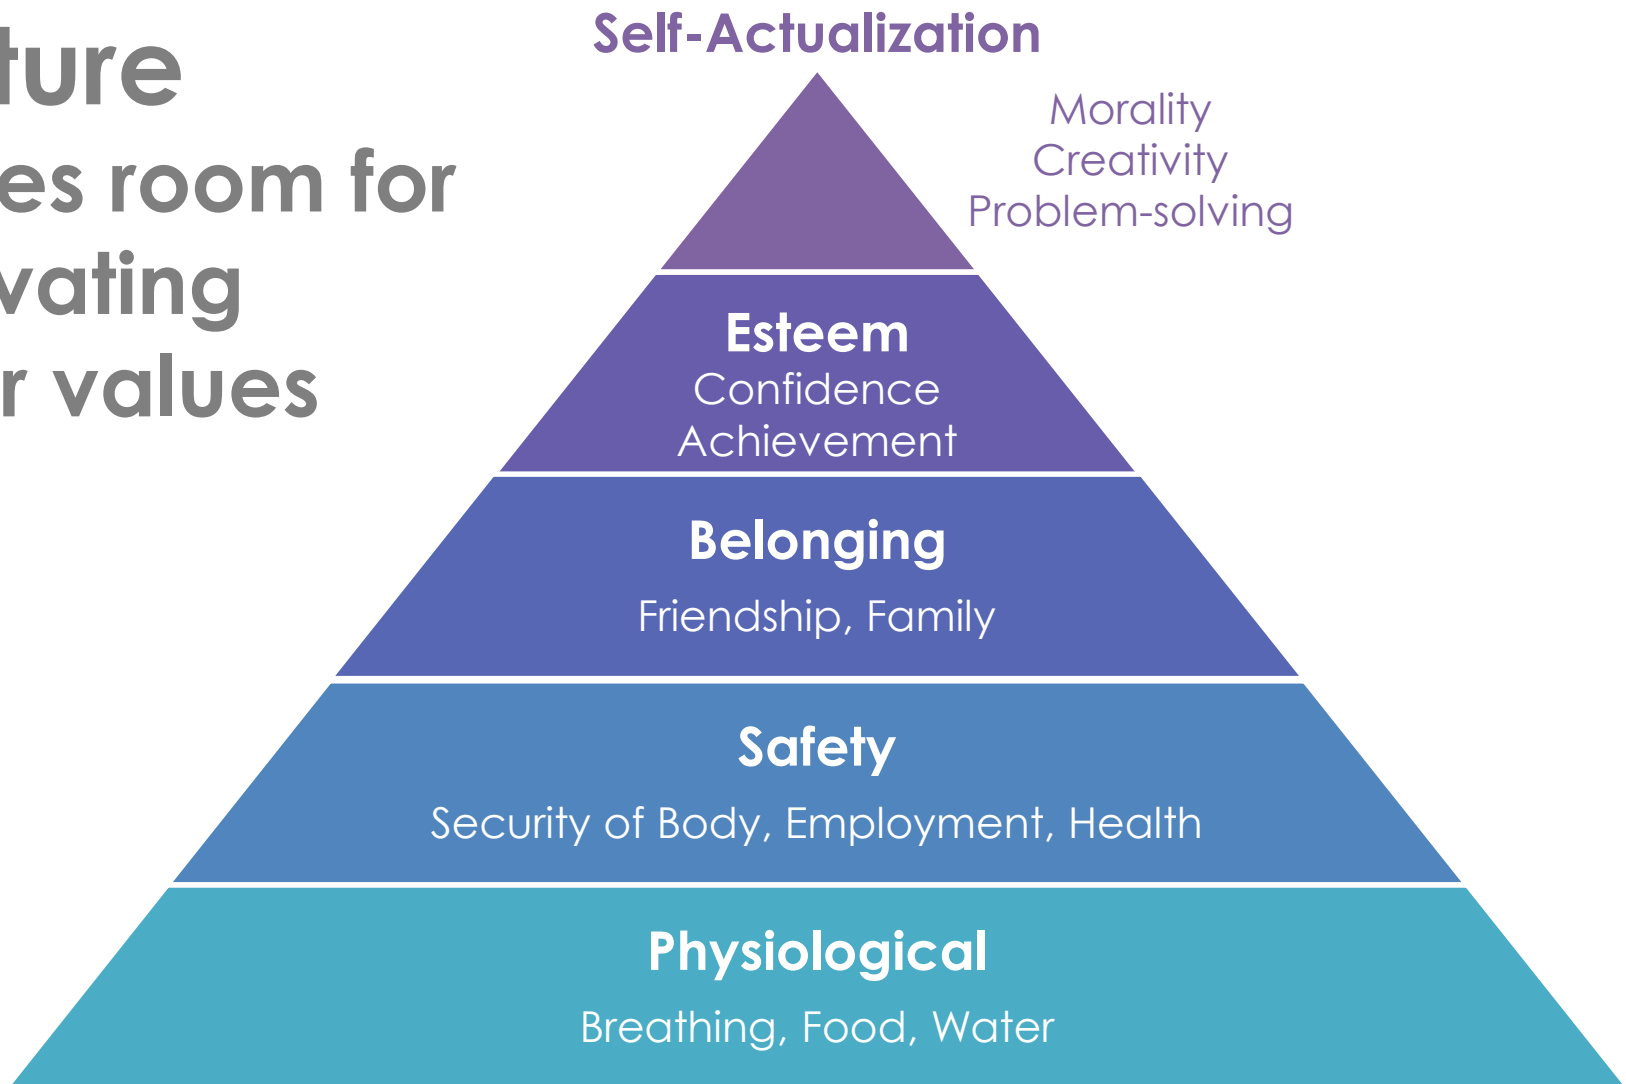 ture
es room for
vating
r values
Self-Actualization
Morality
Creativity
Problem-solving
Esteem
Confidence
Achievement
Belonging
Friendship, Family
Safety
Security of Body, Employment, Health
Physiological
Breathing, Food, Water